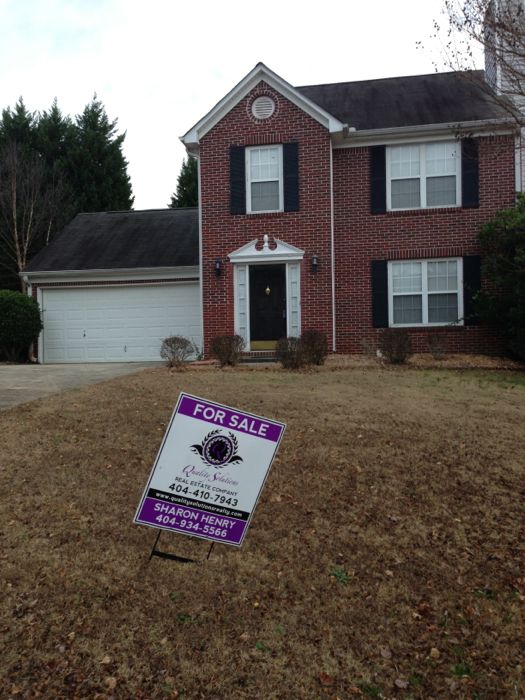 FOR SALE
Quality Solutions
REAL ESTATE COMPANY
404-410-7943
www.qualitysolutionsrealty.com
SHARON HENRY
404-934-5566